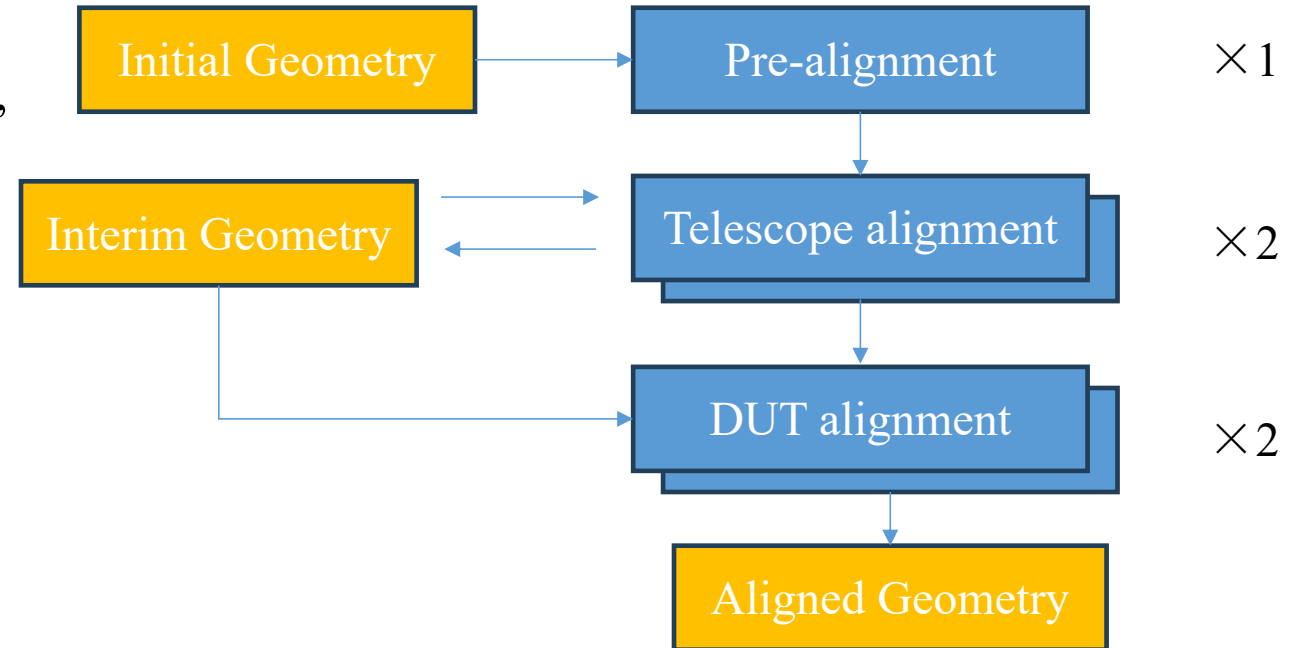 Initial Geometry
Pre-alignment
×1
,
Interim Geometry
Telescope alignment
×2
DUT alignment
×2
Aligned Geometry